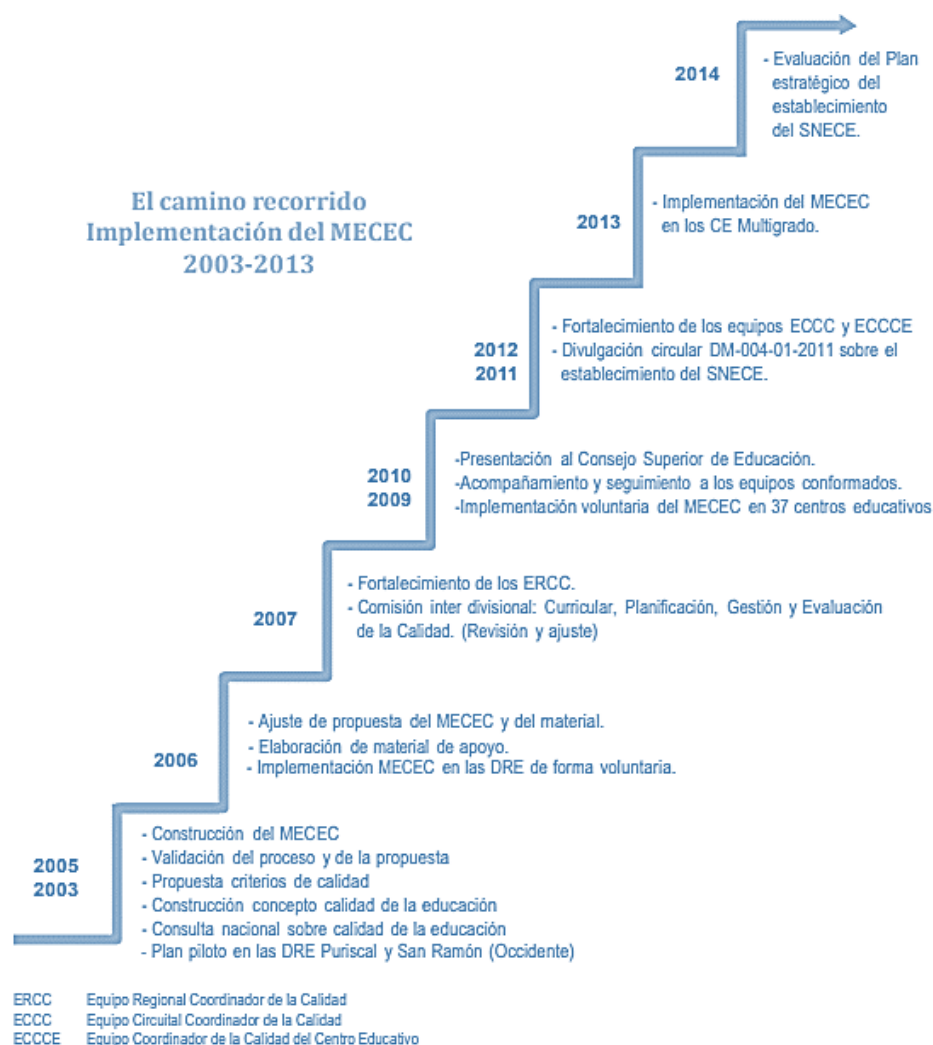 2014
- Evaluación del Plan
estratégico del
establecimiento
del SNECE.
El camino recorrido
Implementación del MECEC
2003-2013
2013
- Implementación del MECEC
en los CE Multigrado.
2012
2011
- Fortalecimiento de los equipos ECCC y ECCCE
- Divulgación circular DM-004-01-2011 sobre el
establecimiento del SNECE.
2010
2009
-Presentación al Consejo Superior de Educación.
-Acompañamiento y seguimiento a los equipos conformados.
-Implementación voluntaria del MECEC en 37 centros educativos
2007
- Fortalecimiento de los ERCC.
- Comisión inter divisional: Curricular, Planificación, Gestión y Evaluación
de la Calidad. (Revisión y ajuste)
2006
- Ajuste de propuesta del MECEC y del material.
- Elaboración de material de apoyo.
- Implementación MECEC en las DRE de forma voluntaria.
2005
2003
- Construcción del MECEC
- Validación del proceso y de la propuesta
- Propuesta criterios de calidad
- Construcción concepto calidad de la educación
- Consulta nacional sobre calidad de la educación
- Plan piloto en las DRE Puriscal y San Ramón (Occidente)
ERCC Equipo Regional Coordinador de la Calidad
ECCC Equipo Circuital Coordinador de la Calidad
ECCCE Equipo Coordinador de la Calidad del Centro Educativo